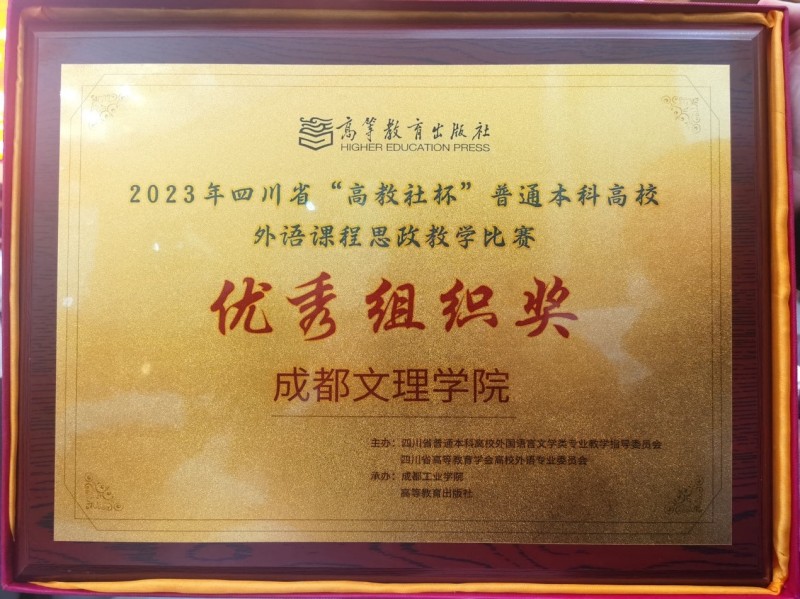 高等教育出版社
HIGHER EDUCATION PRESS
2023年四川省“高教社杯”普通本科高校
外语课程思政教学比赛
优秀组织奖
成都文理学院
主办：四川省普通本科高校外国语言文学类专业教学指导委员会
四川省高等教育学会高校外语专业委员会
承办：成都工业学院
高等教育出版社